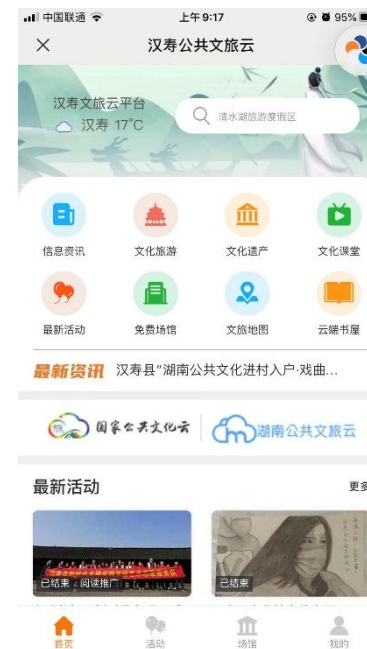 中国联通 上午9:17 95%
汉寿公共文旅云
汉寿文旅云平台
汉寿 17°C
清水湖旅游度假区
信息资讯 文化旅游 文化遗产 文化课堂
最新活动 免费场馆 文旅地图 云端书屋
最新资讯 汉寿县“湖南公共文化进村入户·戏曲...
国家公共文化云 湖南公共文旅云
最新活动 更多
已结束 阅读推广 已结束
首页 活动 场馆 我的